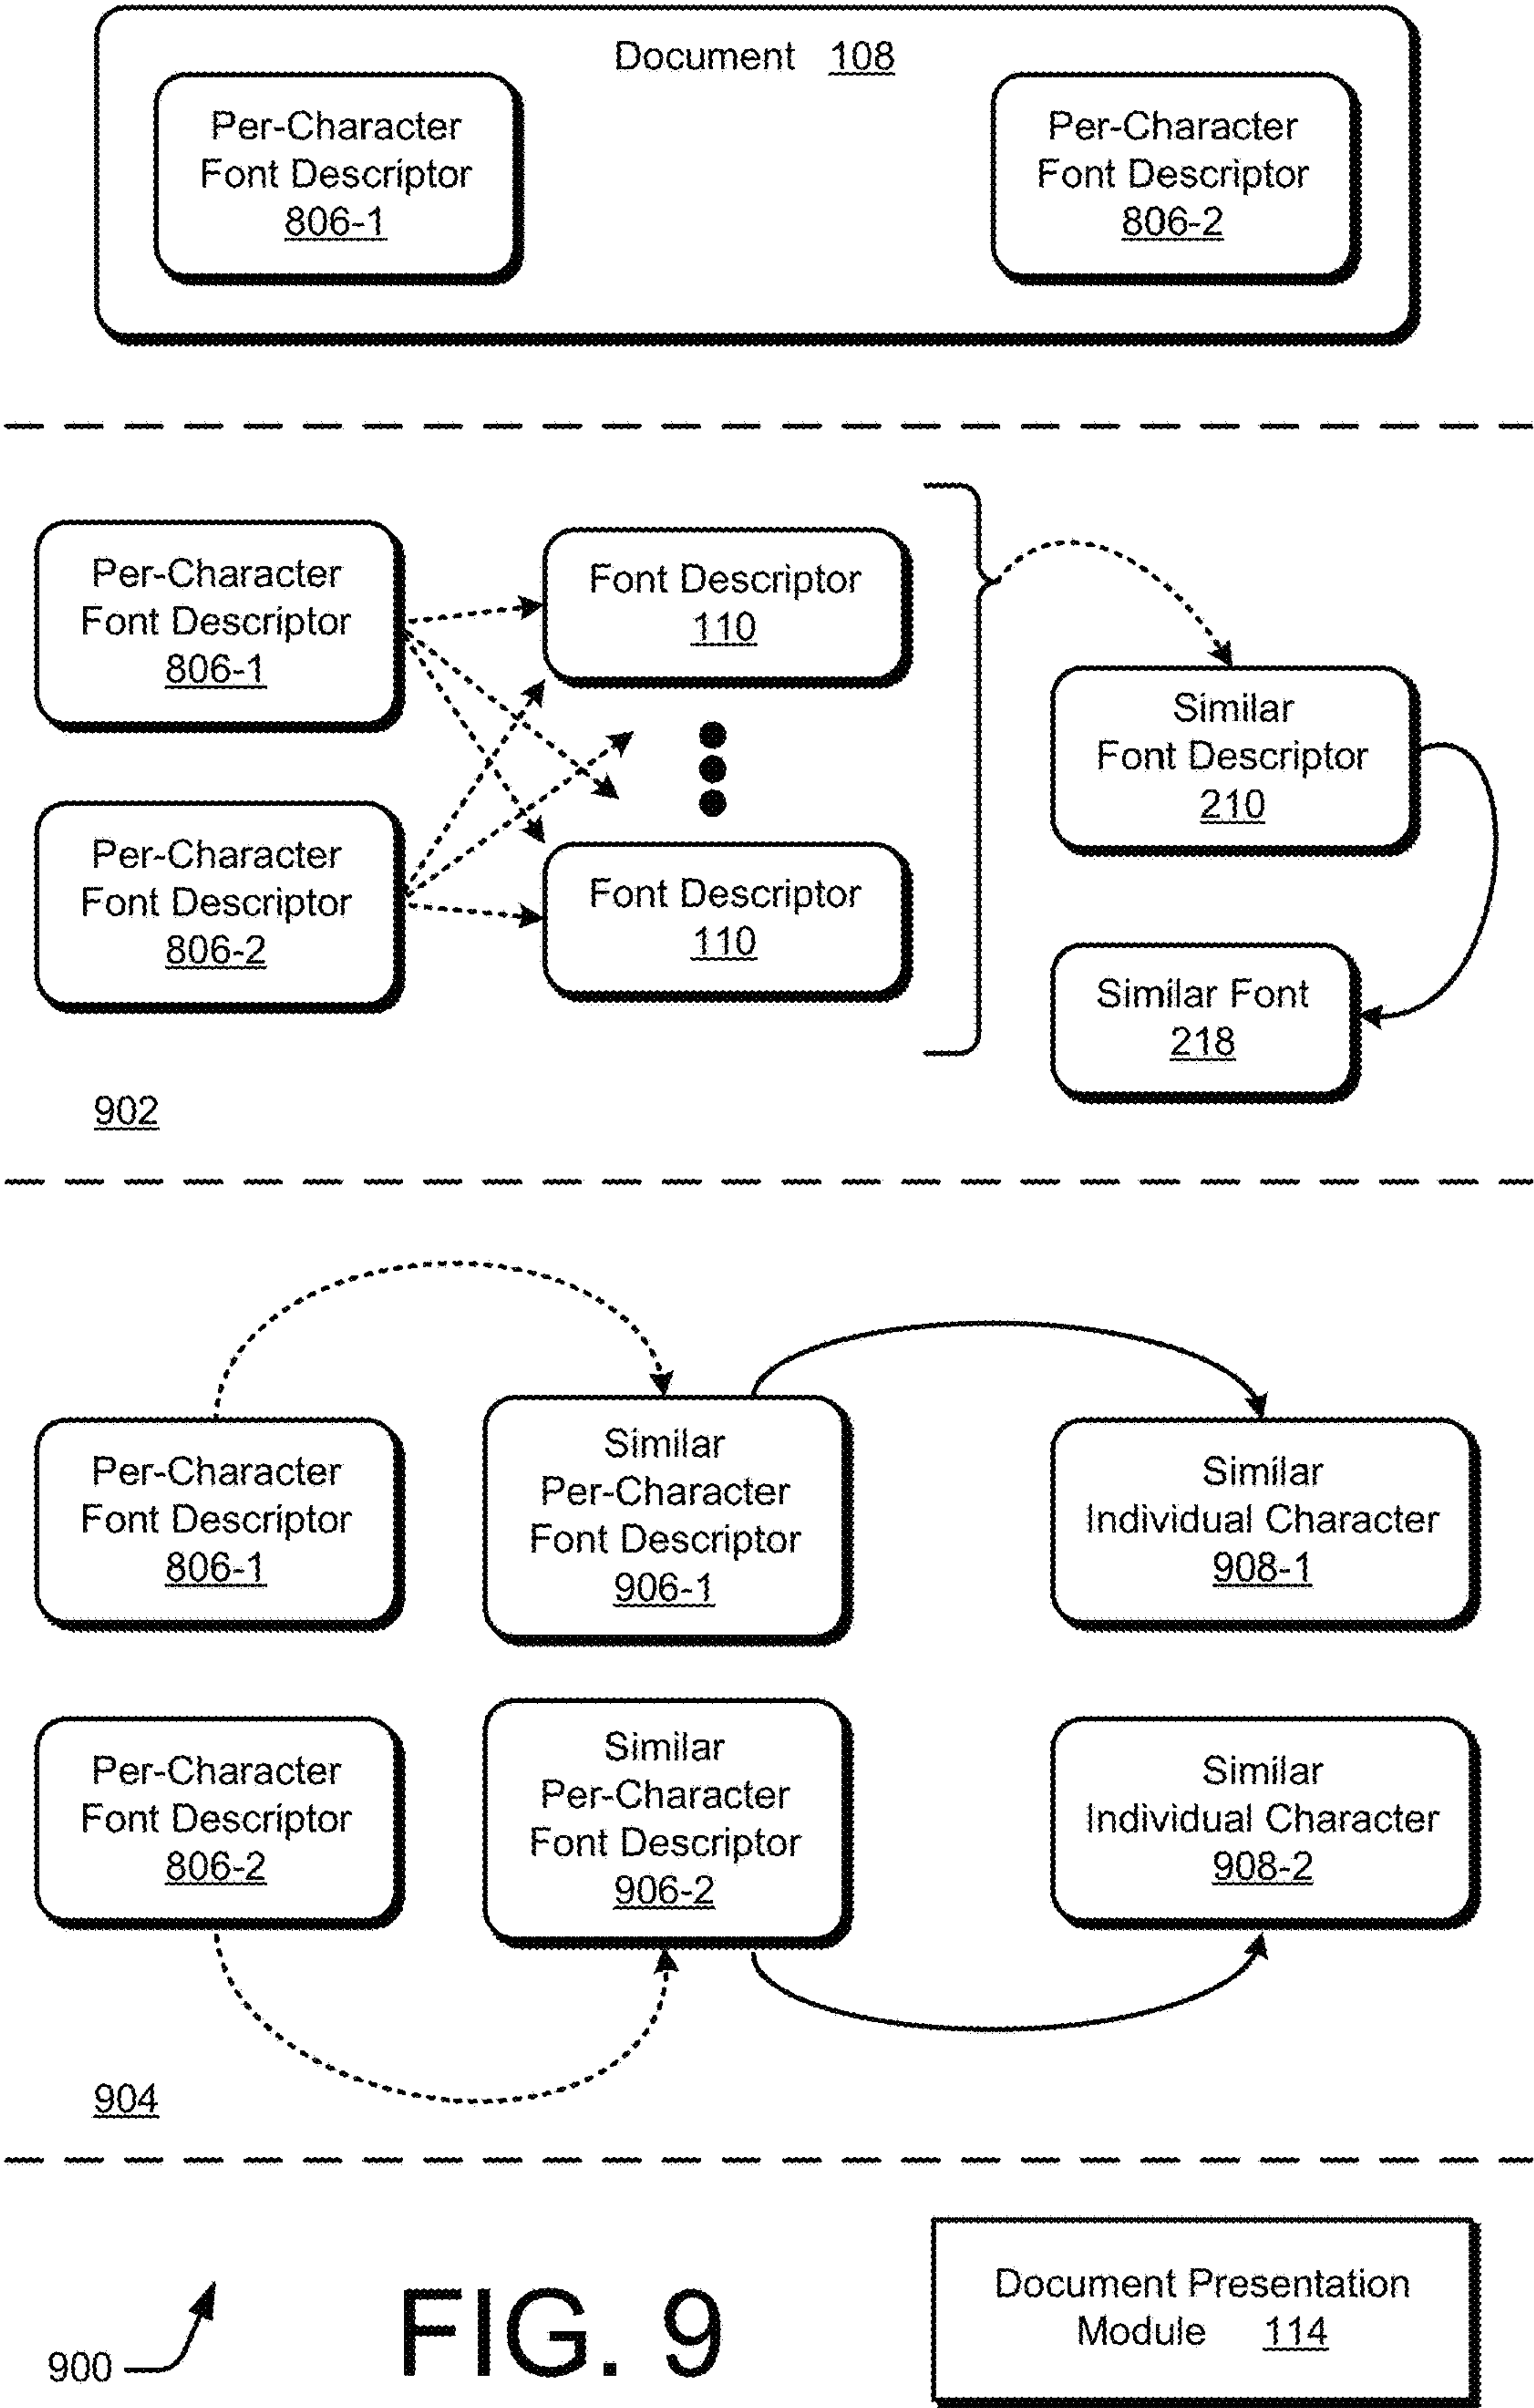 Document 108
Per-Character
Font Descriptor
806-1
Per-Character
Font Descriptor
806-2
Per-Character
Font Descriptor
806-1
Font Descriptor
110
Similar
Font Descriptor
210
Per-Character
Font Descriptor
806-2
Font Descriptor
110
Similar Font
218
902
Per-Character
Font Descriptor
806-1
Similar
Per-Character
Font Descriptor
906-1
Similar
Individual Character
908-1
Per-Character
Font Descriptor
806-2
Similar
Per-Character
Font Descriptor
906-2
Similar
Individual Character
908-2
904
900
FIG. 9
Document Presentation
Module 114